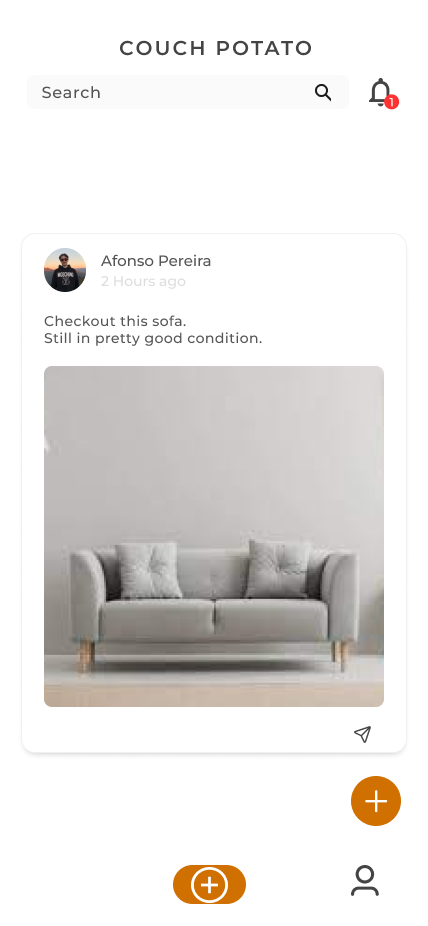 COUCH POTATO
Search
1
Afonso Pereira
2 Hours ago
Checkout this sofa.
Still in pretty good condition.